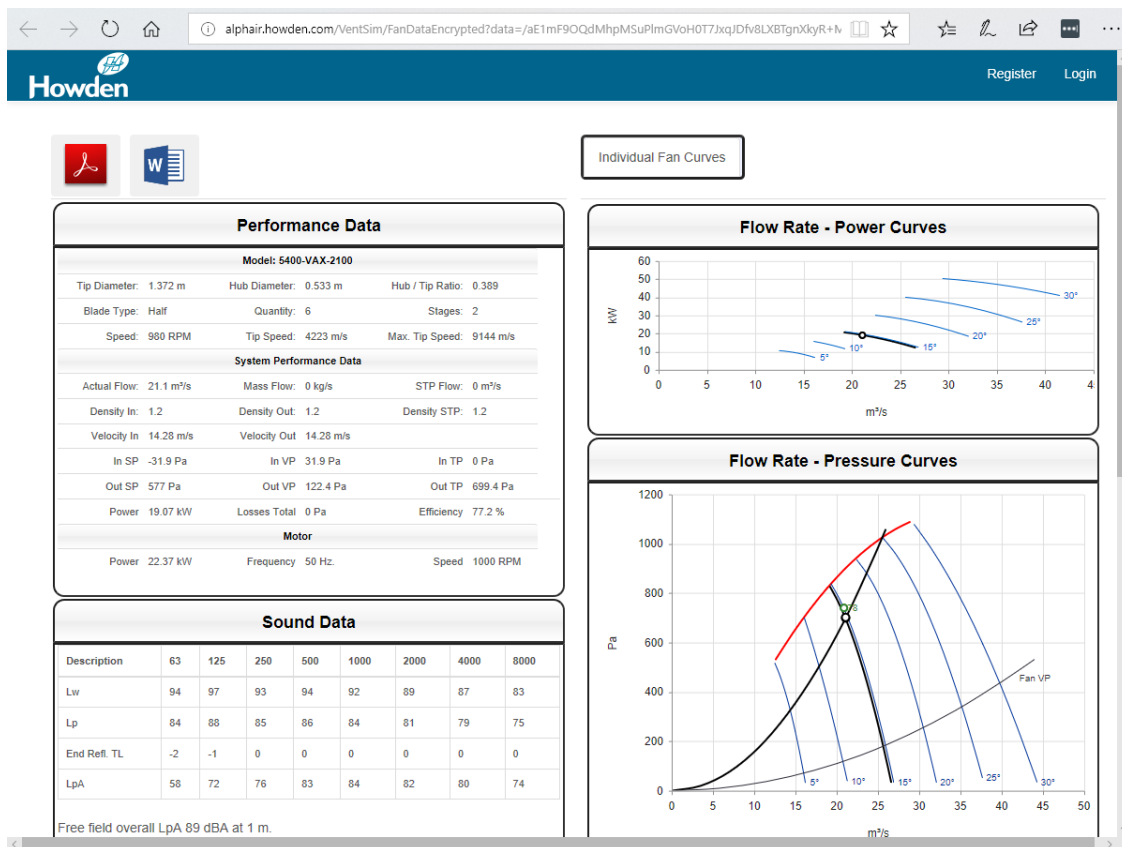 alphair.howden.com/VentSim/FanDataEncrypted?data=/aE1mF9OQdMhpMSuPlmGVoH0T7JxqJDfv8LXBTgnXkyR+M
Howden
Register Login
W
Individual Fan Curves
Performance Data
Model: 5400-VAX-2100
Tip Diameter: 1.372 m Hub Diameter: 0.533 m Hub / Tip Ratio: 0.389
Blade Type: Half Quantity: 6 Stages: 2
Speed: 980 RPM Tip Speed: 4223 m/s Max. Tip Speed: 9144 m/s
System Performance Data
Actual Flow: 21.1 m³/s Mass Flow: 0 kg/s STP Flow: 0 m³/s
Density In: 1.2 Density Out: 1.2 Density STP: 1.2
Velocity In 14.28 m/s Velocity Out 14.28 m/s
In SP -31.9 Pa In VP 31.9 Pa In TP 0 Pa
Out SP 577 Pa Out VP 122.4 Pa Out TP 699.4 Pa
Power 19.07 kW Losses Total 0 Pa Efficiency 77.2 %
Motor
Power 22.37 kW Frequency 50 Hz. Speed 1000 RPM
Sound Data
Description 63 125 250 500 1000 2000 4000 8000
Lw 94 97 93 94 92 89 87 83
Lp 84 88 85 86 84 81 79 75
End Refl. TL -2 -1 0 0 0 0 0 0
LpA 58 72 76 83 84 82 80 74
Free field overall LpA 89 dBA at 1 m.
Flow Rate - Power Curves
60
50
40
30
20
10
0
kW
5° 10° 15° 20° 25° 30°
0 5 10 15 20 25 30 35 40 4
m³/s
Flow Rate - Pressure Curves
1200
1000
800
600
400
200
0
Pa
Fan VP
5° 10° 15° 20° 25° 30°
0 5 10 15 20 25 30 35 40 45 50
m³/s